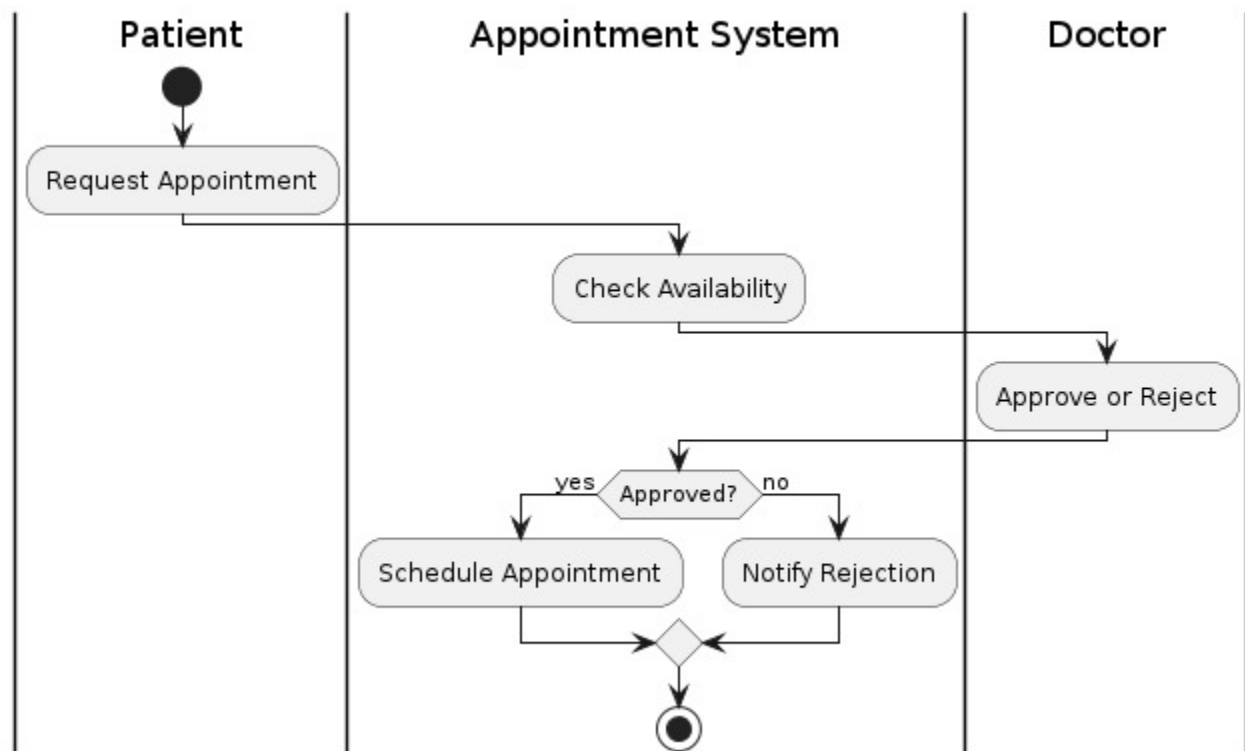 Patient
Appointment System
Doctor
Request Appointment
Check Availability
Approve or Reject
yes
Approved?
no
Schedule Appointment
Notify Rejection